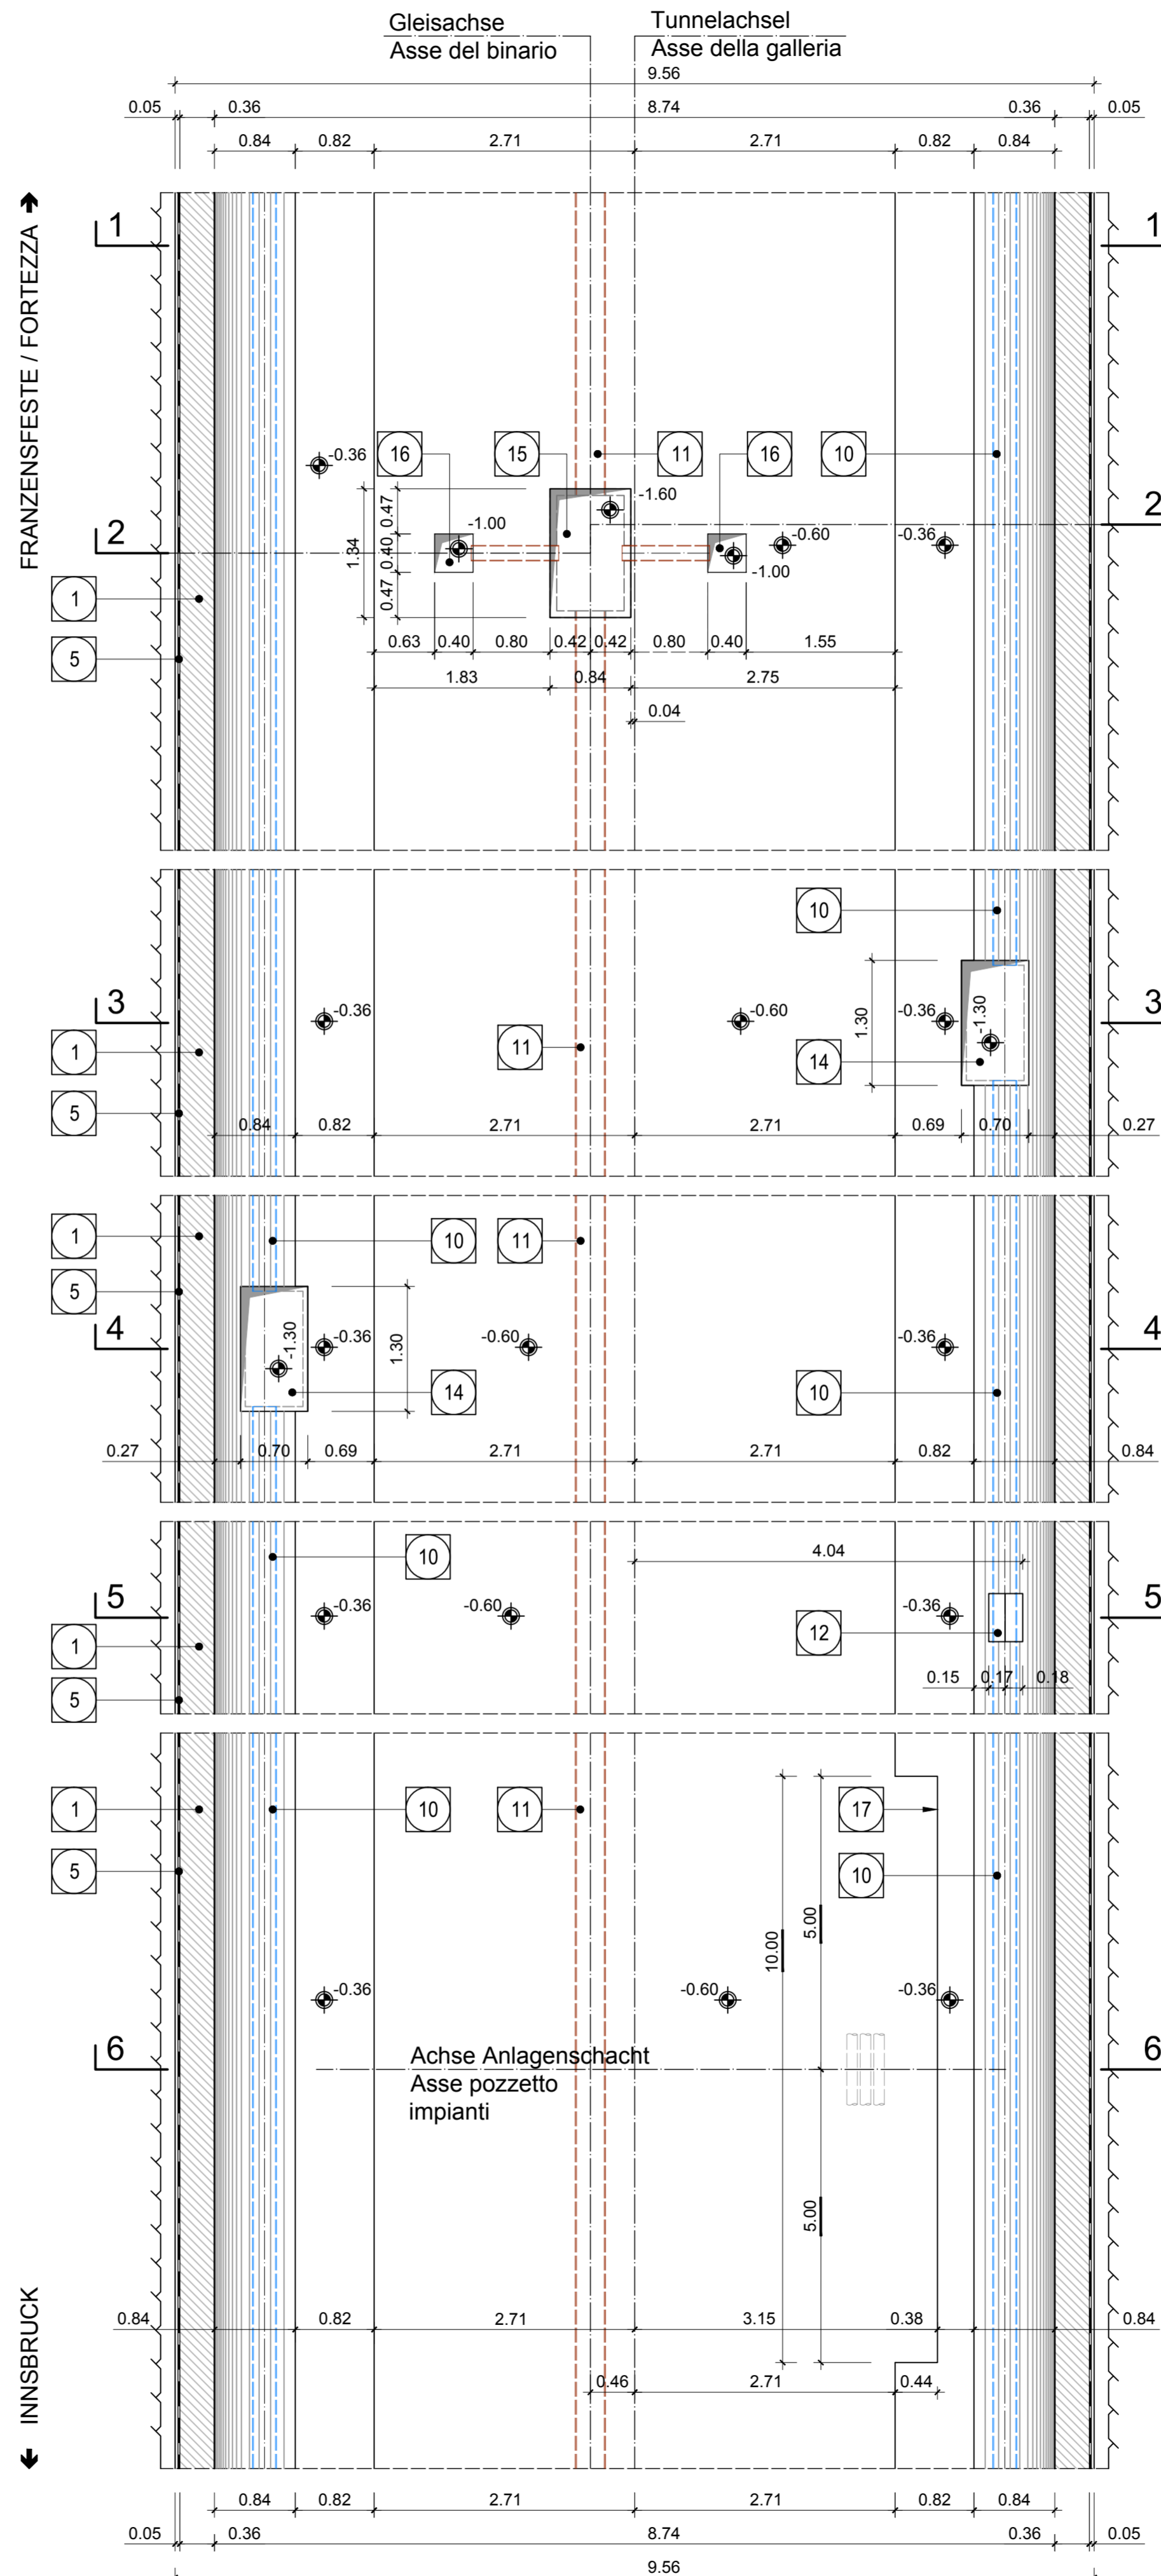 Gleisachse
Asse del binario
Tunnelachsel
Asse della galleria
9.56
0.05 0.36 8.74 0.36 0.05
0.84 0.82 2.71 2.71 0.82 0.84
FRANZENSFESTE / FORTEZZA
1 1
16 15 11 16 10
-0.36
-1.60
2 2
-1.00 -0.60 -0.36
-1.00
1.34 0.47 0.40 0.47
1
5
0.63 0.40 0.80 0.42 0.42 0.80 0.40 1.55
1.83 0.84 2.75
0.04
10
3 3
-0.36 -0.60 -0.36 -1.30
1.30
1 11 14
5
0.84 0.82 2.71 2.71 0.69 0.70 0.27
1 10 11
5
4 4
-1.30 -0.36 1.30 -0.60 -0.36
14 10
0.27 0.70 0.69 2.71 2.71 0.82 0.84
10
4.04
5 5
-0.36 -0.60 -0.36
1 12
5
0.15 0.17 0.18
1 10 11 17
5 10
10.00 5.00
-0.36 -0.60 -0.36
6 6
Achse Anlagenschacht
Asse pozzetto
impianti
5.00
INNSBRUCK
0.84 0.82 2.71 3.15 0.38 0.84
0.46 2.71 0.44
0.84 0.82 2.71 2.71 0.82 0.84
0.05 0.36 8.74 0.36 0.05
9.56